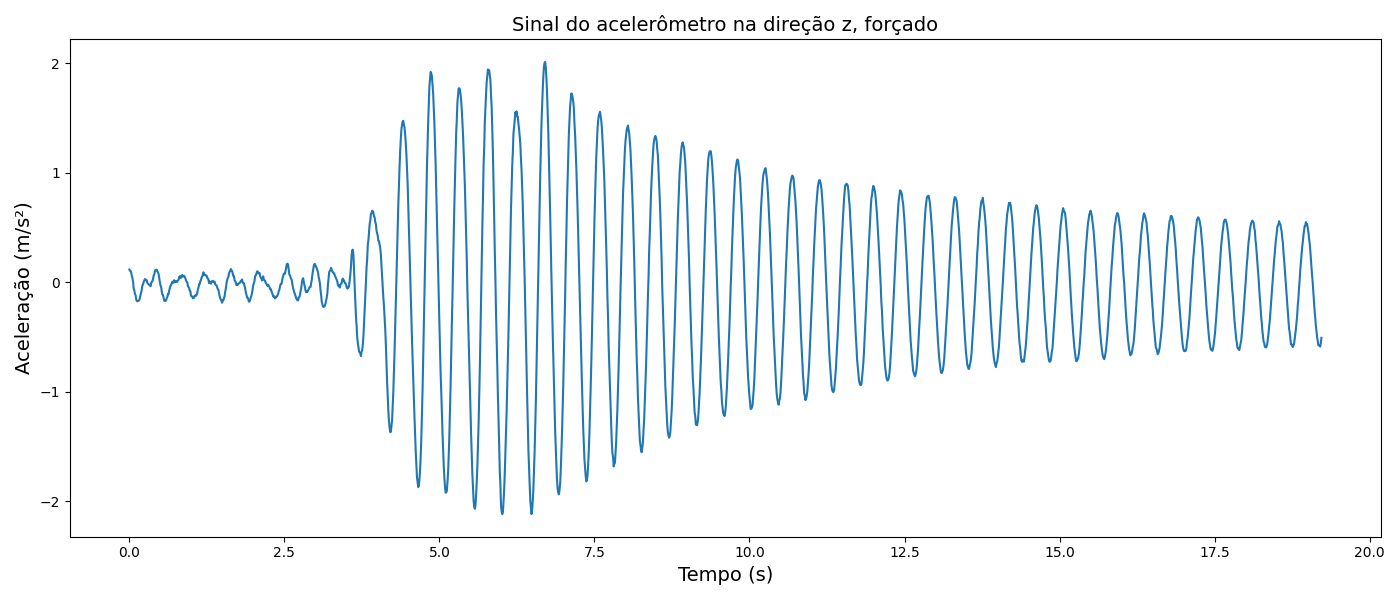 Sinal do acelerômetro na direção z, forçado
Aceleração (m/s²)
2
1
0
−1
−2
0.0 2.5 5.0 7.5 10.0 12.5 15.0 17.5 20.0
Tempo (s)